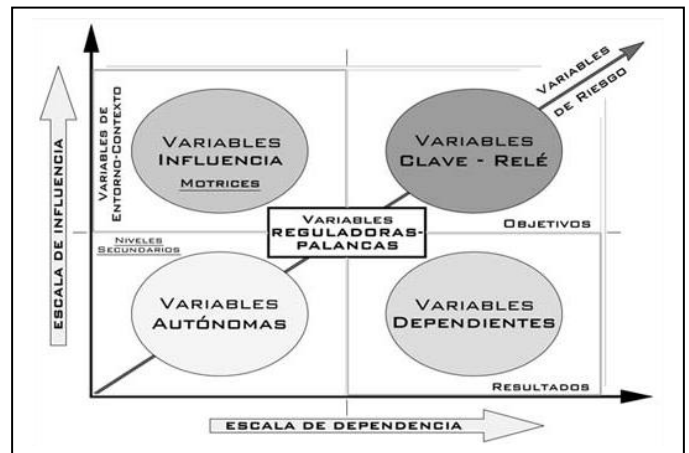 VARIABLES
DE RIESGO
ESCALA DE INFLUENCIA
VARIABLES DE
ENTORNO-CONTEXTO
VARIABLES
INFLUENCIA
MOTRICES
VARIABLES
CLAVE - RELÉ
VARIABLES
REGULADORAS-
PALANCAS
OBJETIVOS
NIVELES
SECUNDARIOS
VARIABLES
AUTÓNOMAS
VARIABLES
DEPENDIENTES
RESULTADOS
ESCALA DE DEPENDENCIA